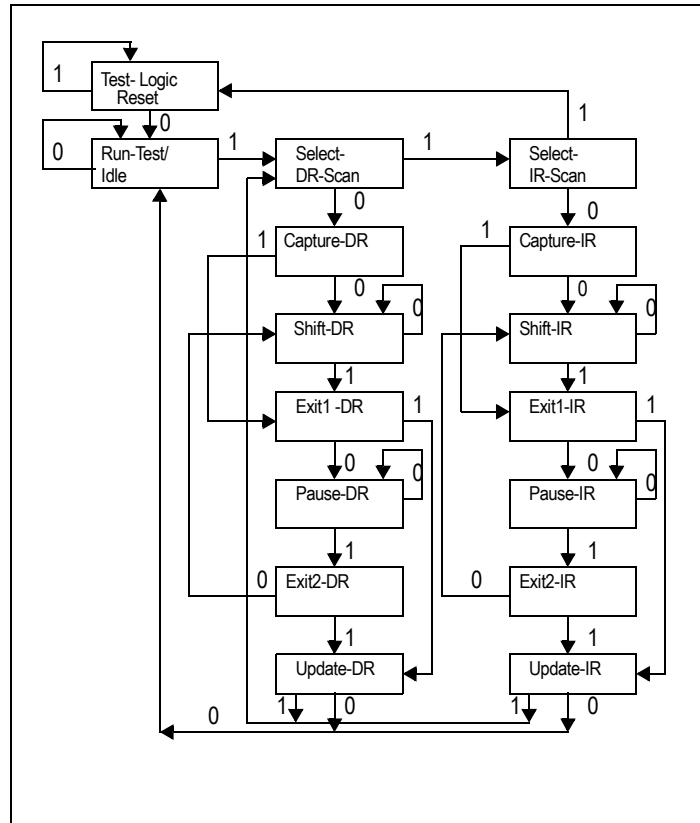 1
Test- Logic
Reset
0
1
0
Run-Test/
Idle
1
Select-
DR-Scan
1
Select-
IR-Scan
0
0
1
Capture-DR
1
Capture-IR
0
0
Shift-DR
0
Shift-IR
0
1
1
Exit1 -DR
1
Exit1-IR
1
0
0
Pause-DR
0
Pause-IR
0
1
1
0
Exit2-DR
0
Exit2-IR
1
1
Update-DR
Update-IR
0
1
0
1
0